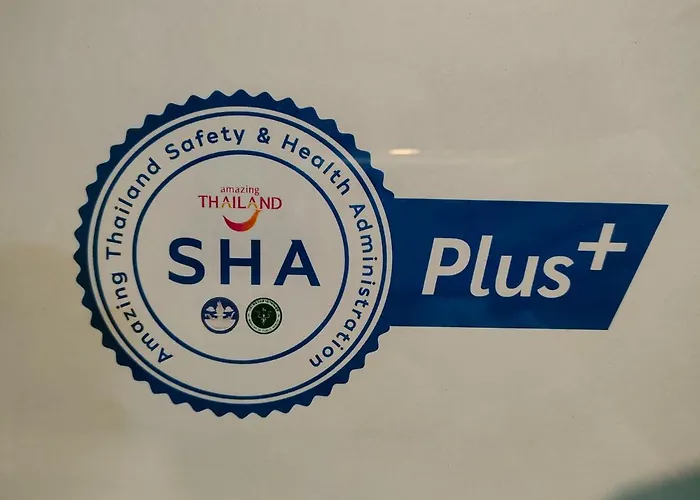 Amazing Thailand Safety & Health Administration
amazing
THAILAND
SHA
Plus+